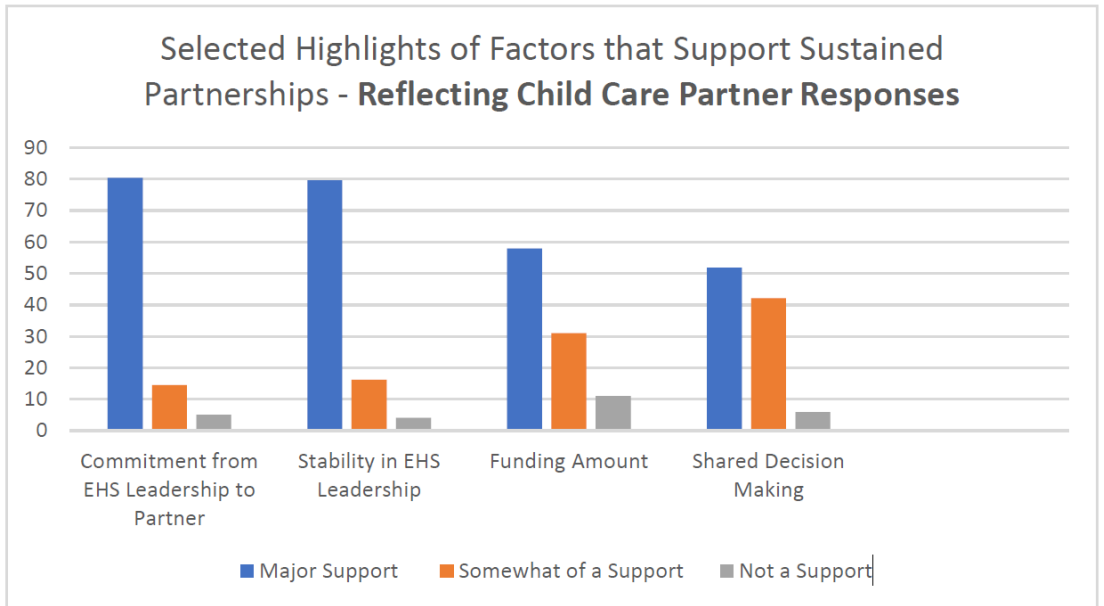 Selected Highlights of Factors that Support Sustained
Partnerships - Reflecting Child Care Partner Responses
90
80
70
60
50
40
30
20
10
0
Commitment from
EHS Leadership to
Partner
Stability in EHS
Leadership
Funding Amount
Shared Decision
Making
Major Support
Somewhat of a Support
Not a Support